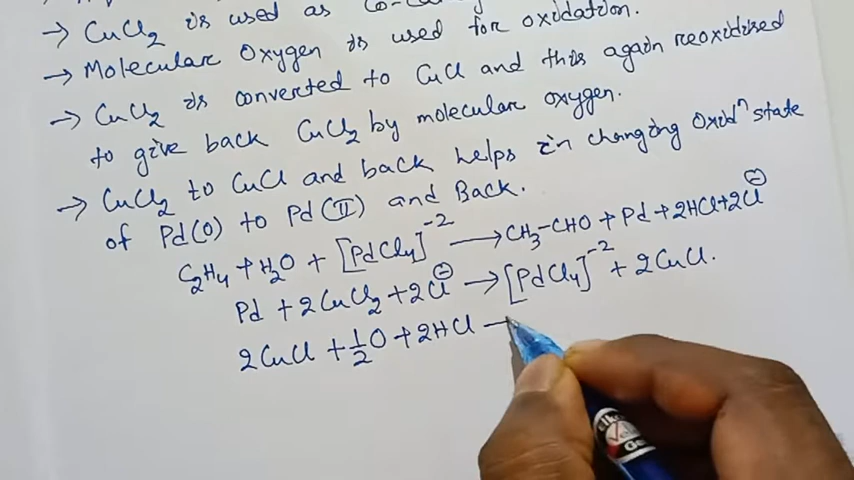 → CuCl₂ is used as Co-ca
→ Molecular Oxygen is used for oxidation.
→ CuCl₂ is converted to CuCl and this again reoxidised
to give back CuCl₂ by molecular oxygen.
→ CuCl₂ to CuCl and back helps in changing Oxidⁿ state
of Pd(0) to Pd(II) and Back.
C₂H₄ + H₂O + [PdCl₄]⁻² → CH₃-CHO + Pd + 2HCl + 2Cl⊖
Pd + 2CuCl₂ + 2Cl⊖ → [PdCl₄]⁻² + 2CuCl.
2CuCl + 1/2 O + 2HCl —